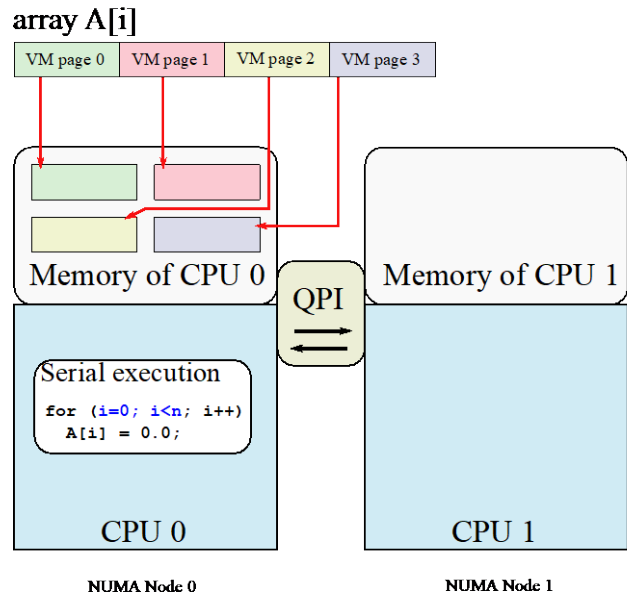 array A[i]
VM page 0 VM page 1 VM page 2 VM page 3
Memory of CPU 0
Memory of CPU 1
QPI
Serial execution
for (i=0; i<n; i++)
A[i] = 0.0;
CPU 0
CPU 1
NUMA Node 0
NUMA Node 1